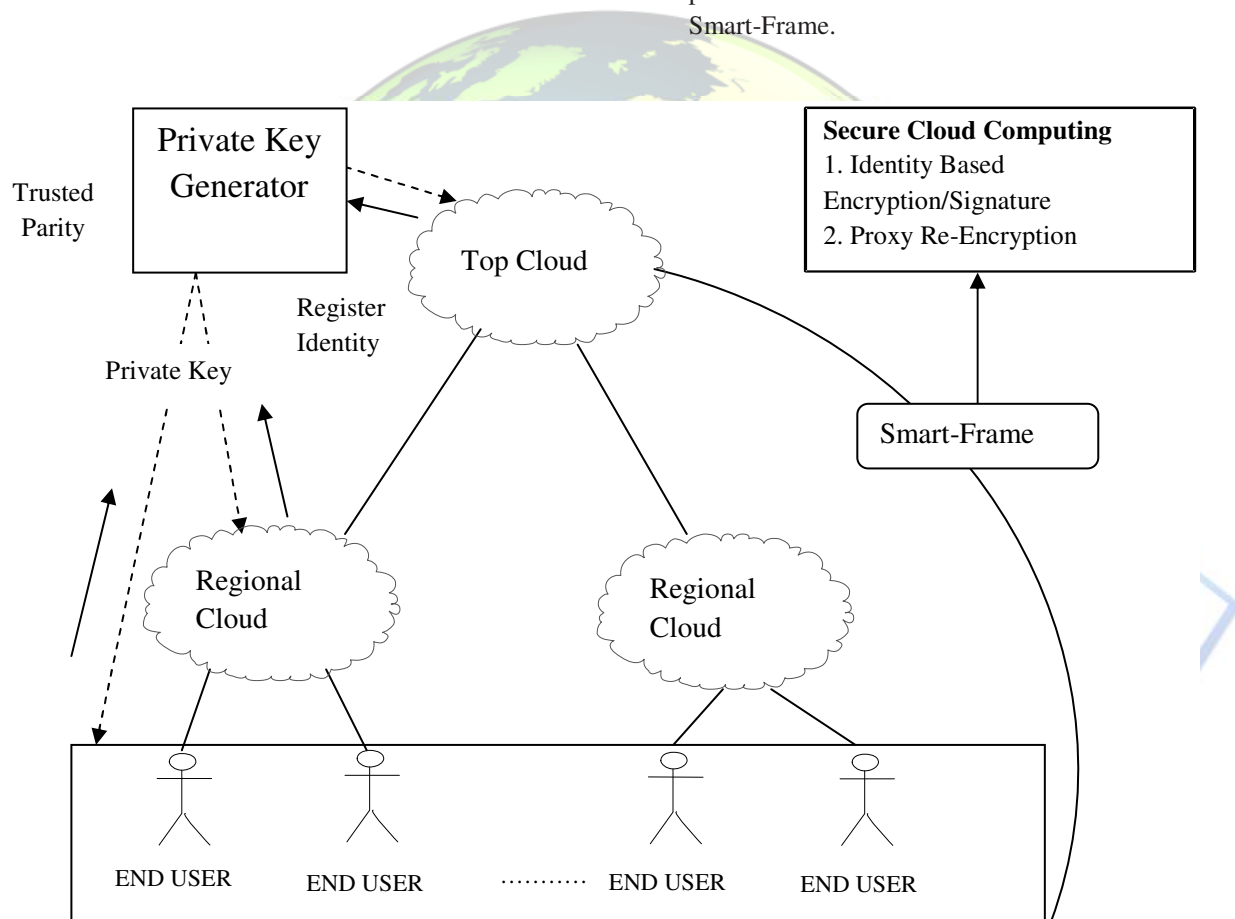 Smart-Frame.
Private Key
Generator
Trusted
Parity
Secure Cloud Computing
1. Identity Based
Encryption/Signature
2. Proxy Re-Encryption
Top Cloud
Register
Identity
Private Key
Smart-Frame
Regional
Cloud
Regional
Cloud
END USER
END USER
...........
END USER
END USER